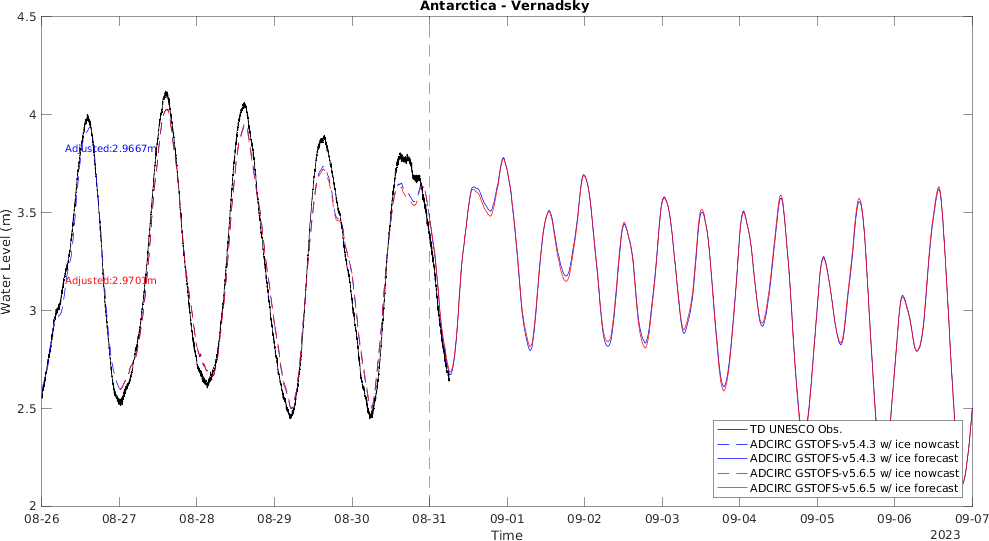 Antarctica - Vernadsky
4.5
4
3.5
3
2.5
2
Water Level (m)
Adjusted:2.9667m
Adjusted:2.9703m
TD UNESCO Obs.
ADCIRC GSTOFS-v5.4.3 w/ ice nowcast
ADCIRC GSTOFS-v5.4.3 w/ ice forecast
ADCIRC GSTOFS-v5.6.5 w/ ice nowcast
ADCIRC GSTOFS-v5.6.5 w/ ice forecast
08-26 08-27 08-28 08-29 08-30 08-31 09-01 09-02 09-03 09-04 09-05 09-06 09-07
Time
2023